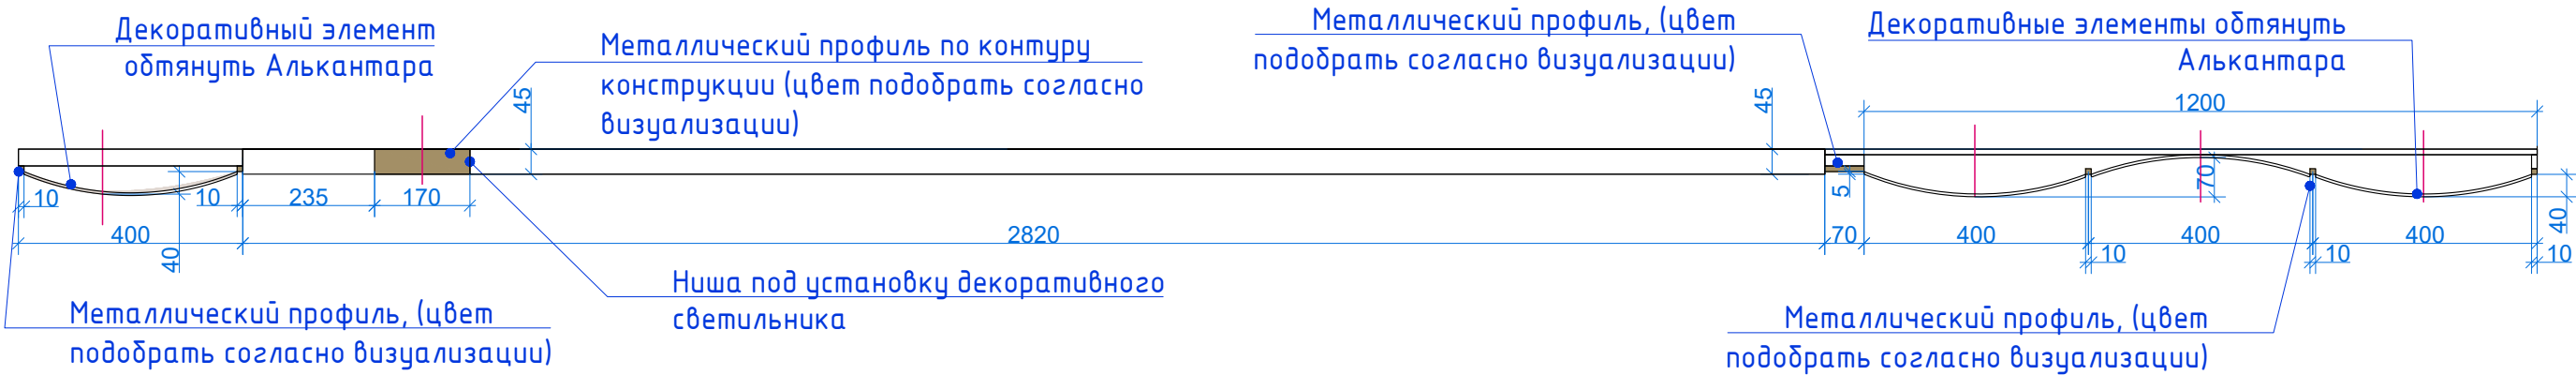 Декоративный элемент
обтянуть Алькантара
Металлический профиль по контуру
конструкции (цвет подобрать согласно
визуализации)
Металлический профиль, (цвет
подобрать согласно визуализации)
Декоративные элементы обтянуть
Алькантара
45
45
1200
10
10
235
170
5
70
40
400
40
2820
70
400
400
400
10
10
10
Ниша под установку декоративного
светильника
Металлический профиль, (цвет
подобрать согласно визуализации)
Металлический профиль, (цвет
подобрать согласно визуализации)